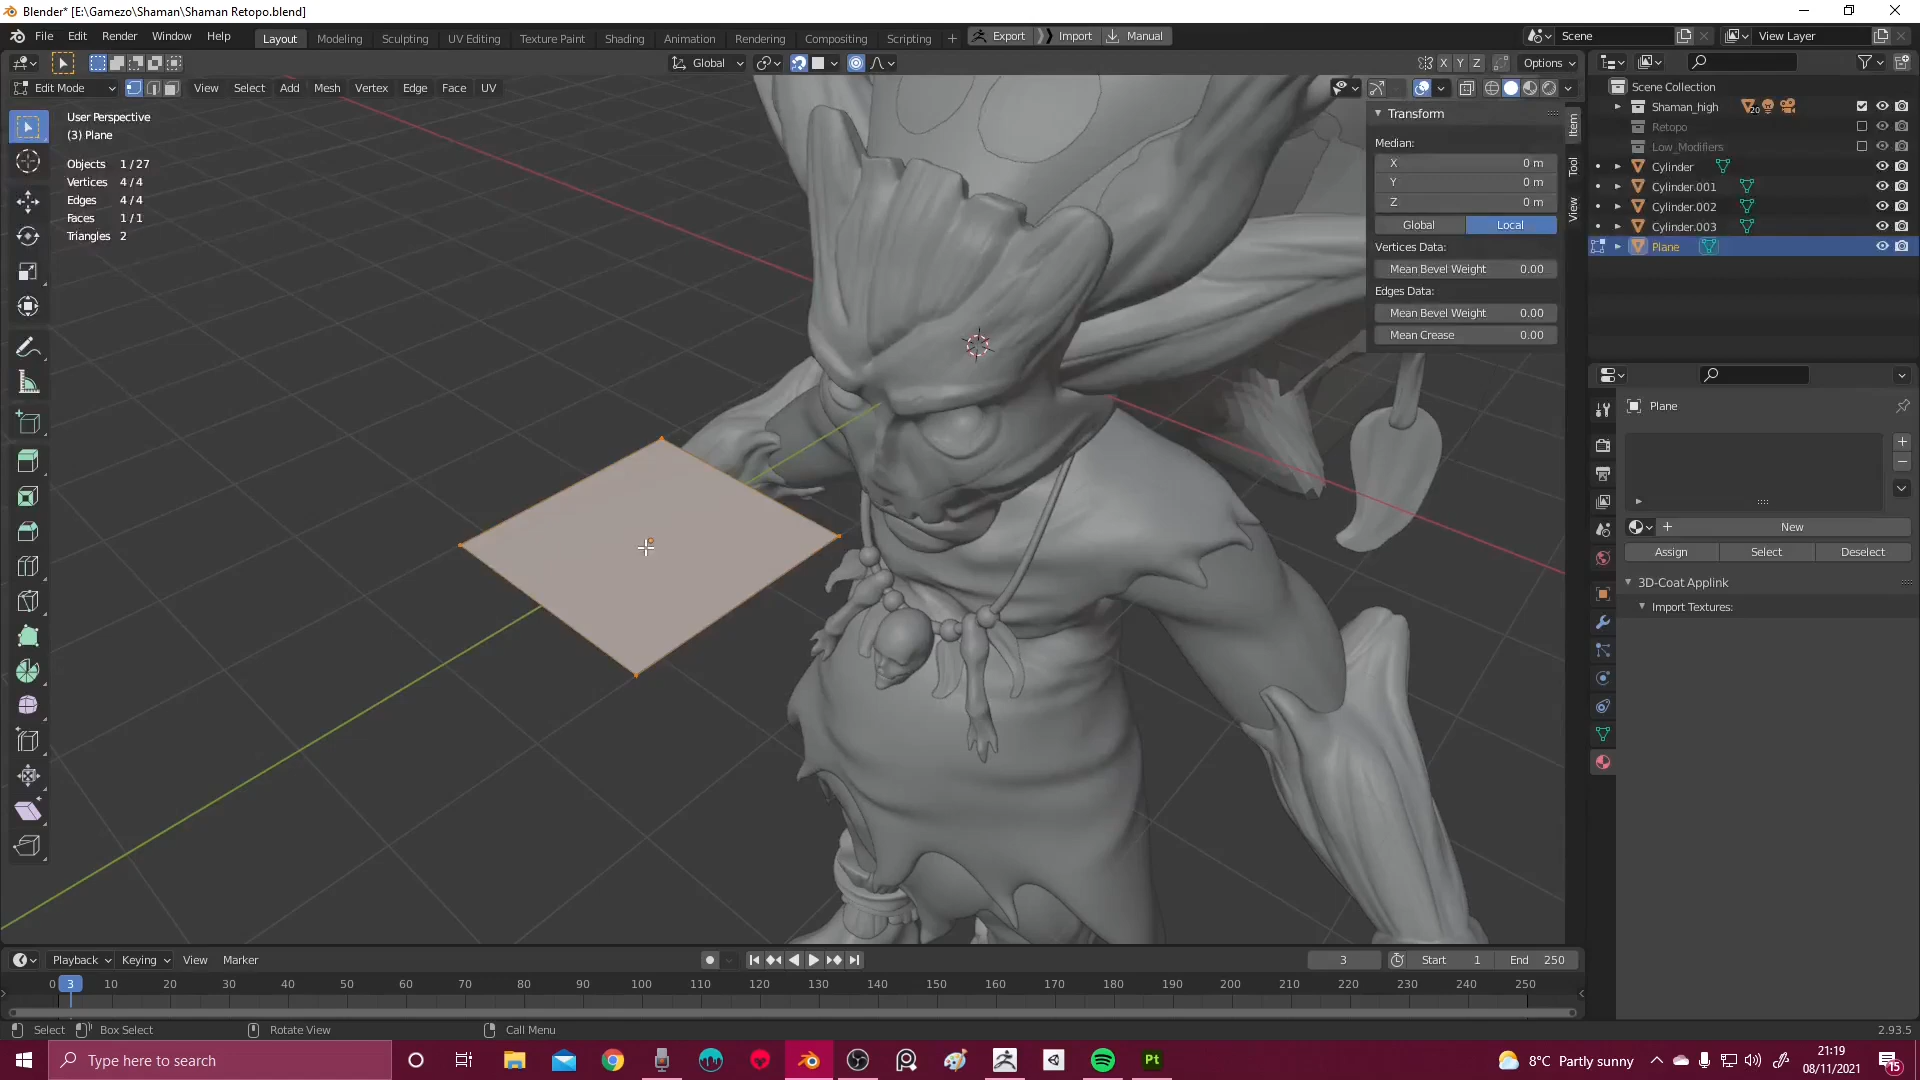 Blender* [E:\Gamezo\Shaman\Shaman Retopo.blend]
File Edit Render Window Help
Layout Modeling Sculpting UV Editing Texture Paint Shading Animation Rendering Compositing Scripting + Export Import Manual
Scene View Layer
Global X Y Z Options
Edit Mode View Select Add Mesh Vertex Edge Face UV
User Perspective
(3) Plane
Objects 1/27
Vertices 4/4
Edges 4/4
Faces 1/1
Triangles 2
Transform
Median:
X 0 m
Y 0 m
Z 0 m
Global Local
Vertices Data:
Mean Bevel Weight 0.00
Edges Data:
Mean Bevel Weight 0.00
Mean Crease 0.00
Item
Tool
View
Scene Collection
Shaman_high 20
Retopo
Low_Modifiers
Cylinder
Cylinder.001
Cylinder.002
Cylinder.003
Plane
Plane
New
Assign Select Deselect
3D-Coat Applink
Import Textures:
Playback Keying View Marker
3 Start 1 End 250
0 3 10 20 30 40 50 60 70 80 90 100 110 120 130 140 150 160 170 180 190 200 210 220 230 240 250
Select Box Select Rotate View Call Menu 2.93.5
Type here to search
Pt
8°C Partly sunny
21:19
08/11/2021
15